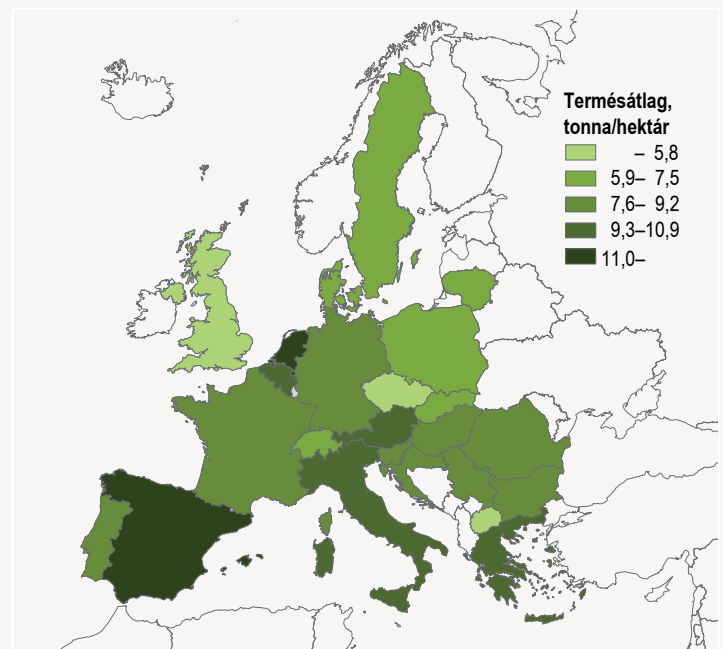 Termésátlag,
tonna/hektár
– 5,8
5,9– 7,5
7,6– 9,2
9,3–10,9
11,0–